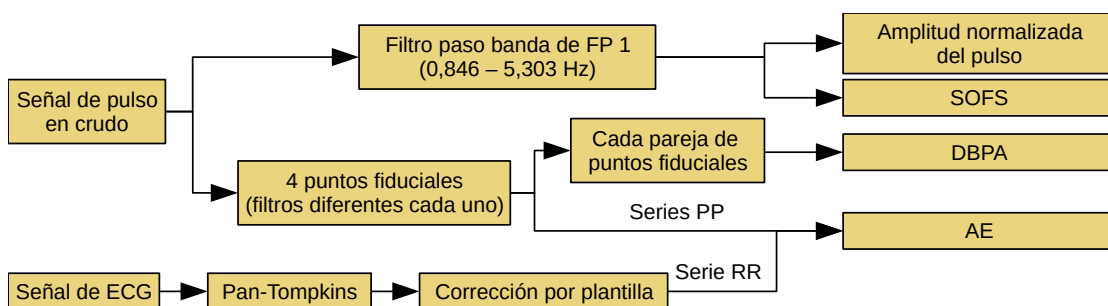 Señal de pulso
en crudo
Filtro paso banda de FP 1
(0,846 – 5,303 Hz)
Amplitud normalizada
del pulso
SOFS
4 puntos fiduciales
(filtros diferentes cada uno)
Cada pareja de
puntos fiduciales
DBPA
Series PP
AE
Señal de ECG
Pan-Tompkins
Corrección por plantilla
Serie RR